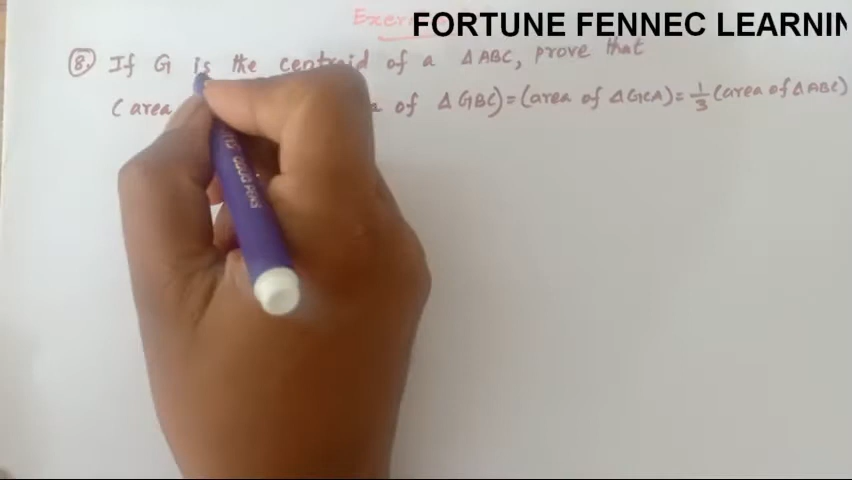 FORTUNE FENNEC LEARNIN
8. If G is the centroid of a ΔABC, prove that
(area of ΔGBC) = (area of ΔGCA) = 1/3 (area of ΔABC)